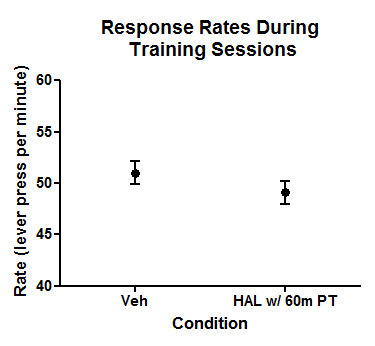 Response Rates During
Training Sessions
Rate (lever press per minute)
60
55
50
45
40
Veh
HAL w/ 60m PT
Condition